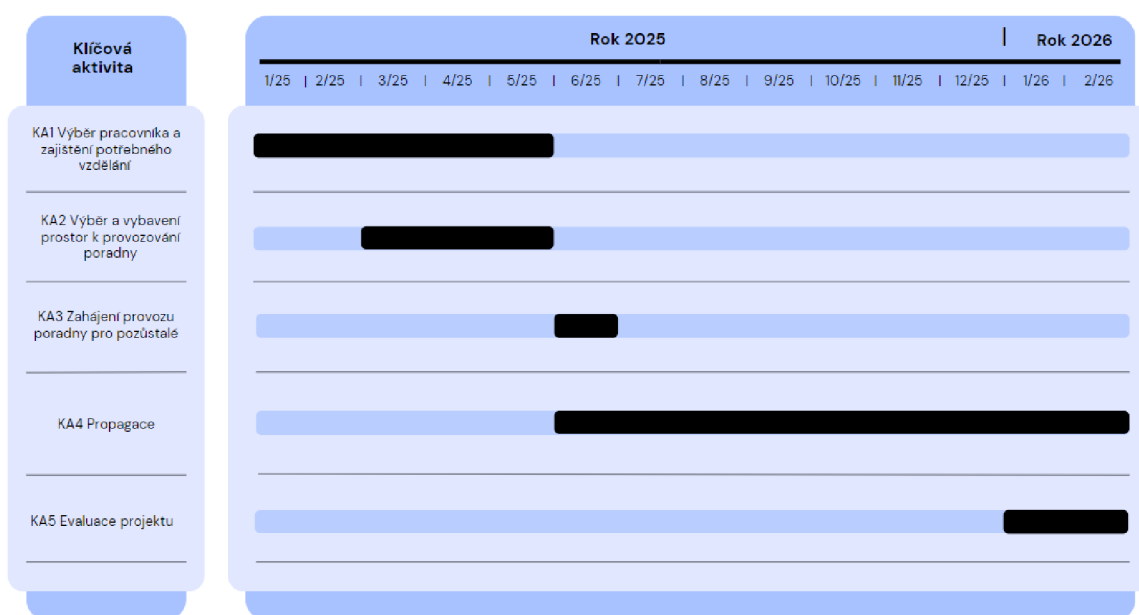 Klíčová
aktivita
Rok 2025 | Rok 2026
1/25 | 2/25 | 3/25 | 4/25 | 5/25 | 6/25 | 7/25 | 8/25 | 9/25 | 10/25 | 11/25 | 12/25 | 1/26 | 2/26
KA1 Výběr pracovníka a
zajištění potřebného
vzdělání
KA2 Výběr a vybavení
prostor k provozování
poradny
KA3 Zahájení provozu
poradny pro pozůstalé
KA4 Propagace
KA5 Evaluace projektu